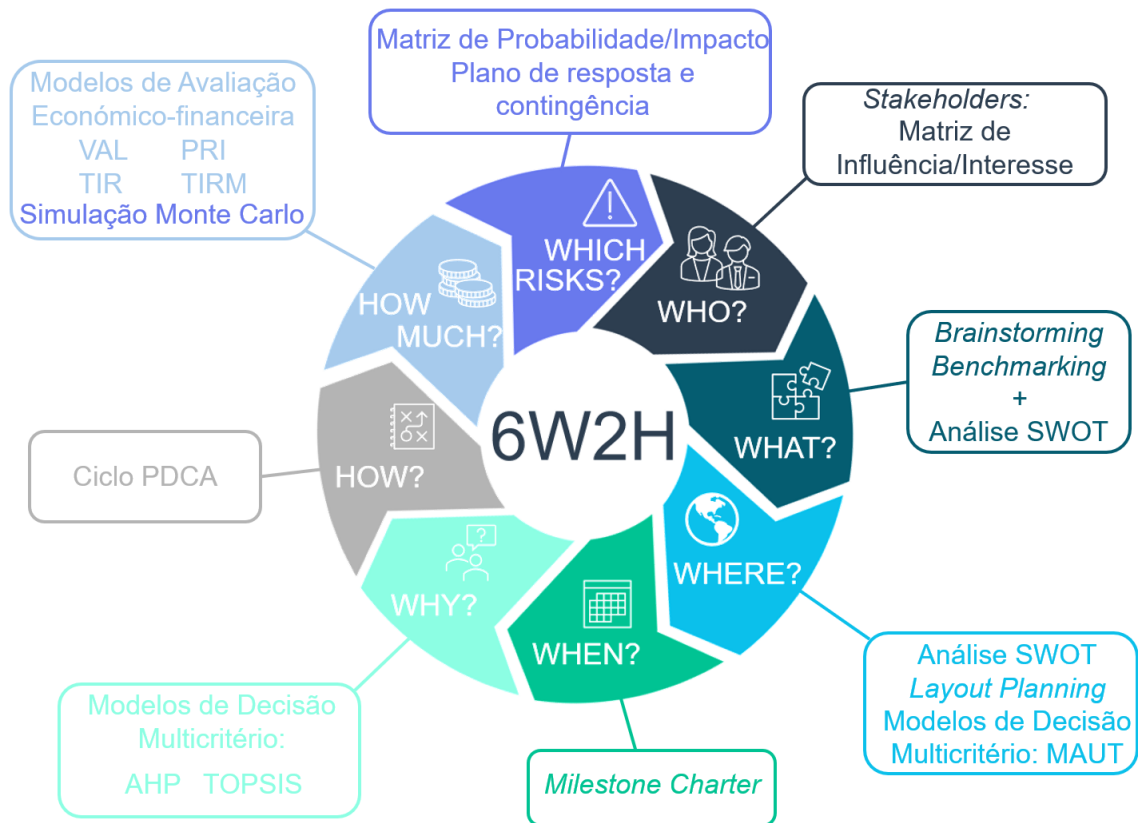 Matriz de Probabilidade/Impacto
Plano de resposta e
contingência
Modelos de Avaliação
Económico-financeira
VAL PRI
TIR TIRM
Simulação Monte Carlo
Stakeholders:
Matriz de
Influência/Interesse
WHICH
RISKS?
WHO?
HOW
MUCH?
Brainstorming
Benchmarking
+
Análise SWOT
WHAT?
6W2H
HOW?
Ciclo PDCA
?
WHY?
WHERE?
WHEN?
Análise SWOT
Layout Planning
Modelos de Decisão
Multicritério: MAUT
Modelos de Decisão
Multicritério:
AHP TOPSIS
Milestone Charter